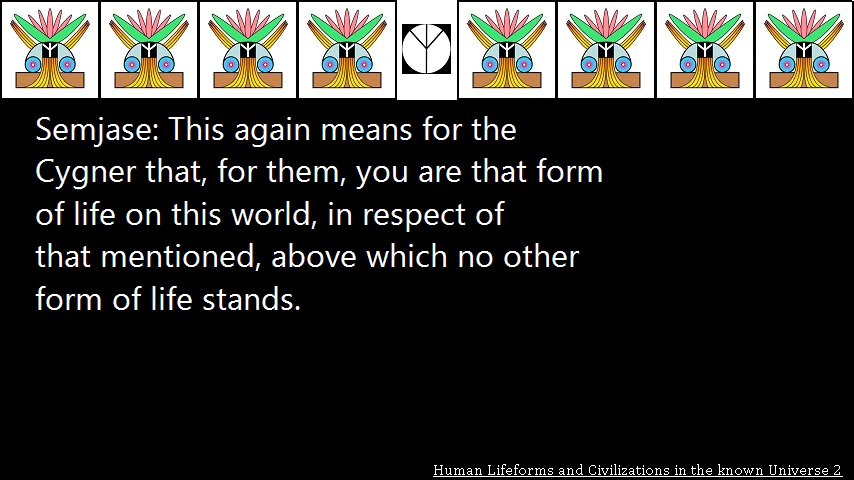 Semjase: This again means for the
Cygner that, for them, you are that form
of life on this world, in respect of
that mentioned, above which no other
form of life stands.
Human Lifeforms and Civilizations in the known Universe 2